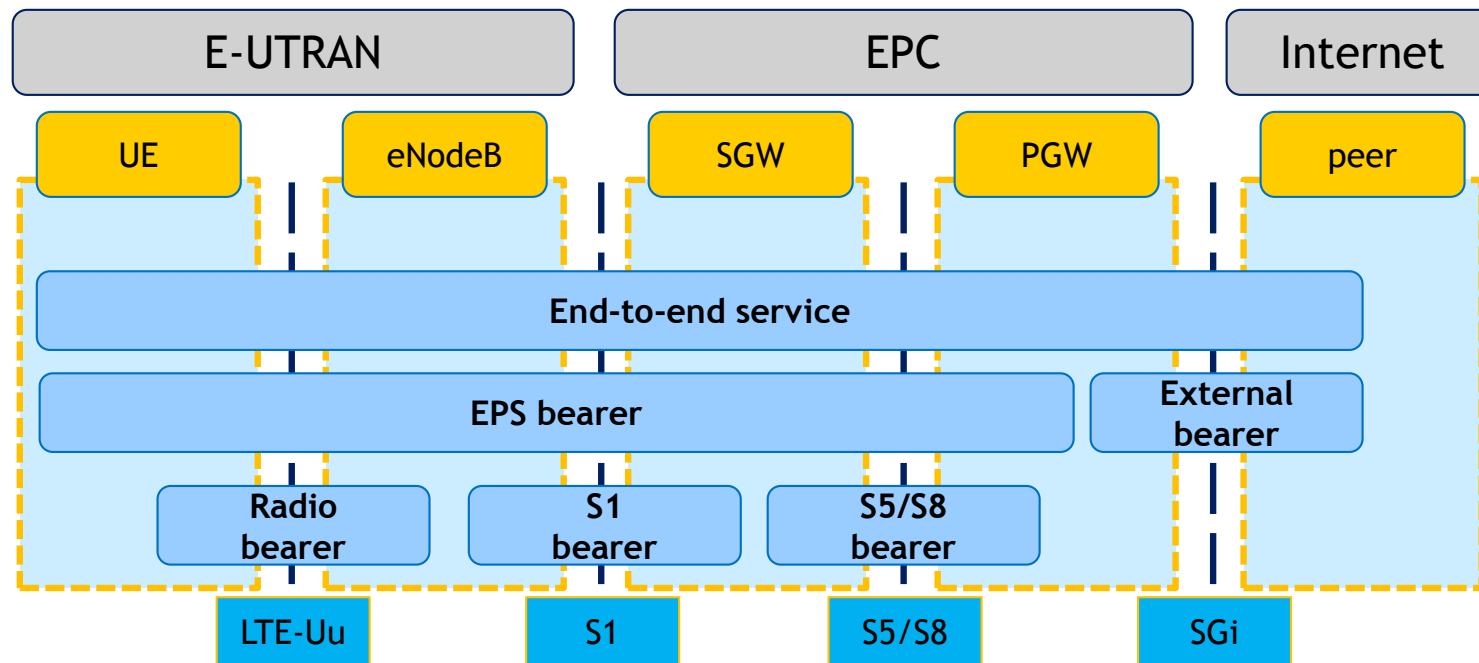 E-UTRAN
EPC
Internet
UE
eNodeB
SGW
PGW
peer
End-to-end service
EPS bearer
External
bearer
Radio
bearer
S1
bearer
S5/S8
bearer
LTE-Uu
S1
S5/S8
SGi